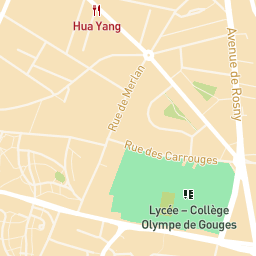 Hua Yang
Avenue de Rosny
Rue de Merlan
Rue des Carrouges
Lycée – Collège
Olympe de Gouges